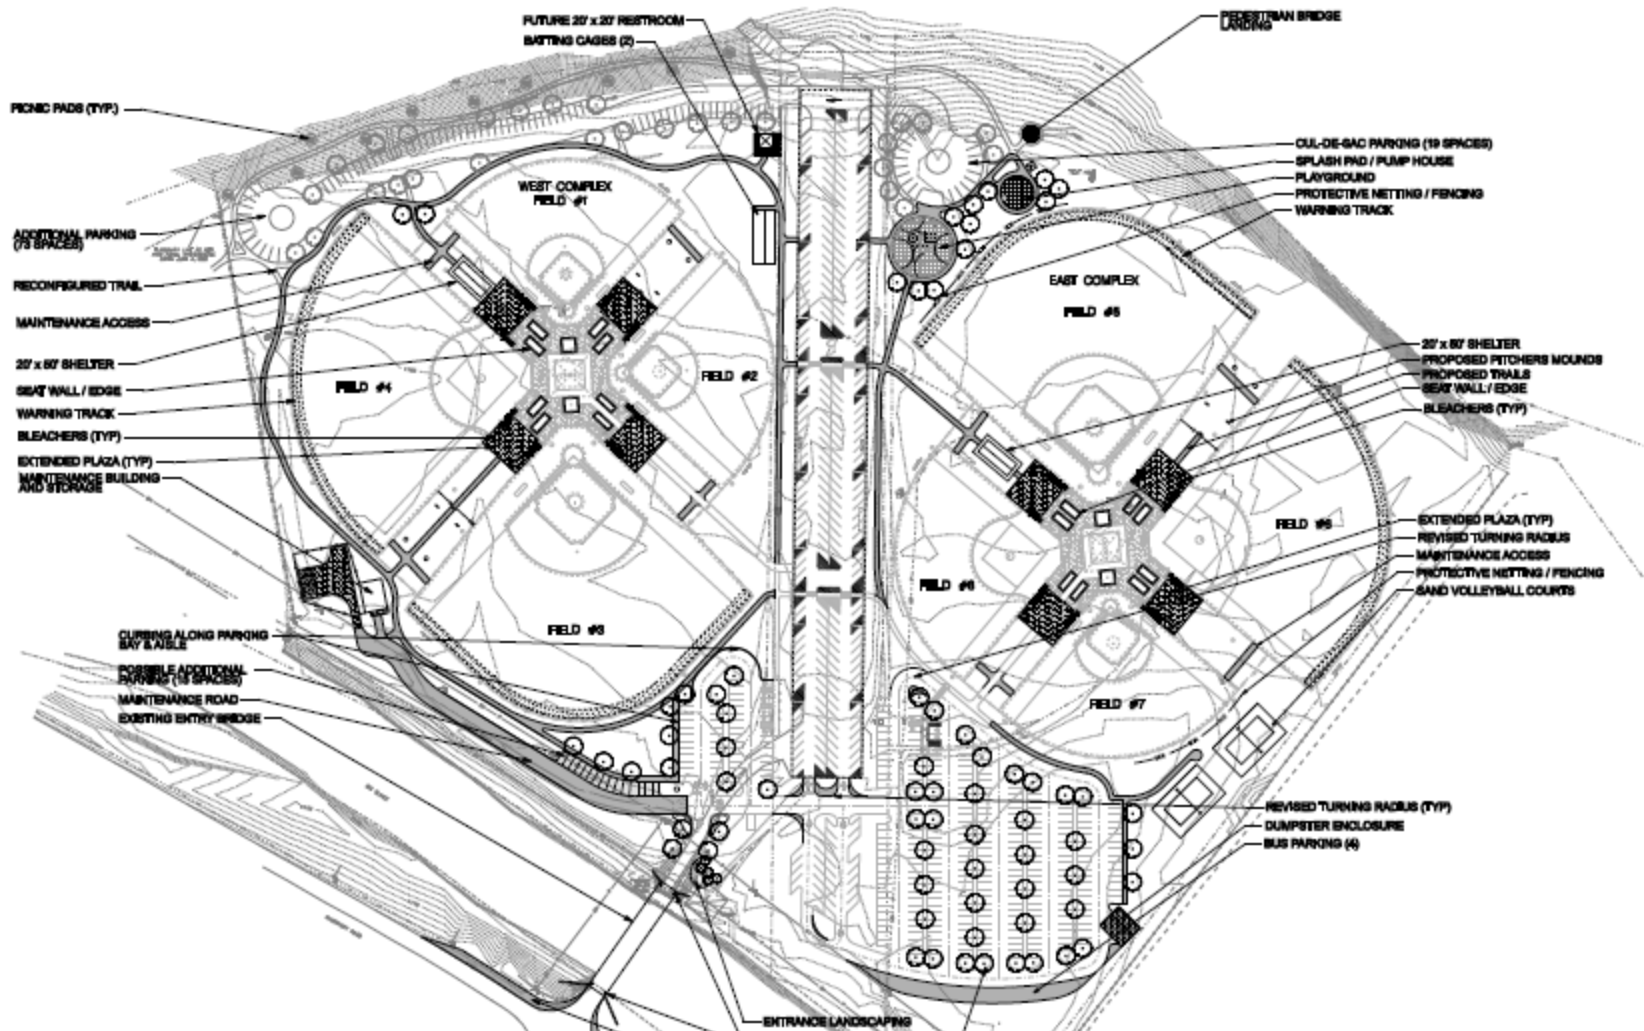 FUTURE 20' x 20' RESTROOM
BATTING CAGES (2)
PEDESTRIAN BRIDGE
LANDING
PICNIC PADS (TYP.)
ADDITIONAL PARKING
(73 SPACES)
RECONFIGURED TRAIL
MAINTENANCE ACCESS
20' x 50' SHELTER
SEAT WALL / EDGE
WARNING TRACK
BLEACHERS (TYP)
EXTENDED PLAZA (TYP)
MAINTENANCE BUILDING
AND STORAGE
CURBING ALONG PARKING
BAY & AISLE
POSSIBLE ADDITIONAL
PARKING (15 SPACES)
MAINTENANCE ROAD
EXISTING ENTRY BRIDGE
WEST COMPLEX
FIELD #1
FIELD #2
FIELD #4
FIELD #3
CUL-DE-SAC PARKING (19 SPACES)
SPLASH PAD / PUMP HOUSE
PLAYGROUND
PROTECTIVE NETTING / FENCING
WARNING TRACK
EAST COMPLEX
FIELD #5
20' x 50' SHELTER
PROPOSED PITCHERS MOUNDS
PROPOSED TRAILS
SEAT WALL / EDGE
BLEACHERS (TYP)
FIELD
FIELD
FIELD #7
EXTENDED PLAZA (TYP)
REVISED TURNING RADIUS
MAINTENANCE ACCESS
PROTECTIVE NETTING / FENCING
SAND VOLLEYBALL COURTS
REVISED TURNING RADIUS (TYP)
DUMPSTER ENCLOSURE
BUS PARKING (4)
ENTRANCE LANDSCAPING